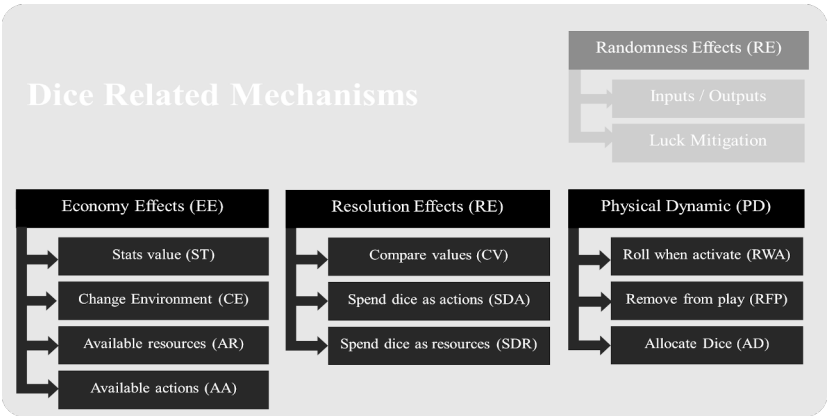 Dice Related Mechanisms
Randomness Effects (RE)
Inputs / Outputs
Luck Mitigation
Economy Effects (EE)
Stats value (ST)
Change Environment (CE)
Available resources (AR)
Available actions (AA)
Resolution Effects (RE)
Compare values (CV)
Spend dice as actions (SDA)
Spend dice as resources (SDR)
Physical Dynamic (PD)
Roll when activate (RWA)
Remove from play (RFP)
Allocate Dice (AD)